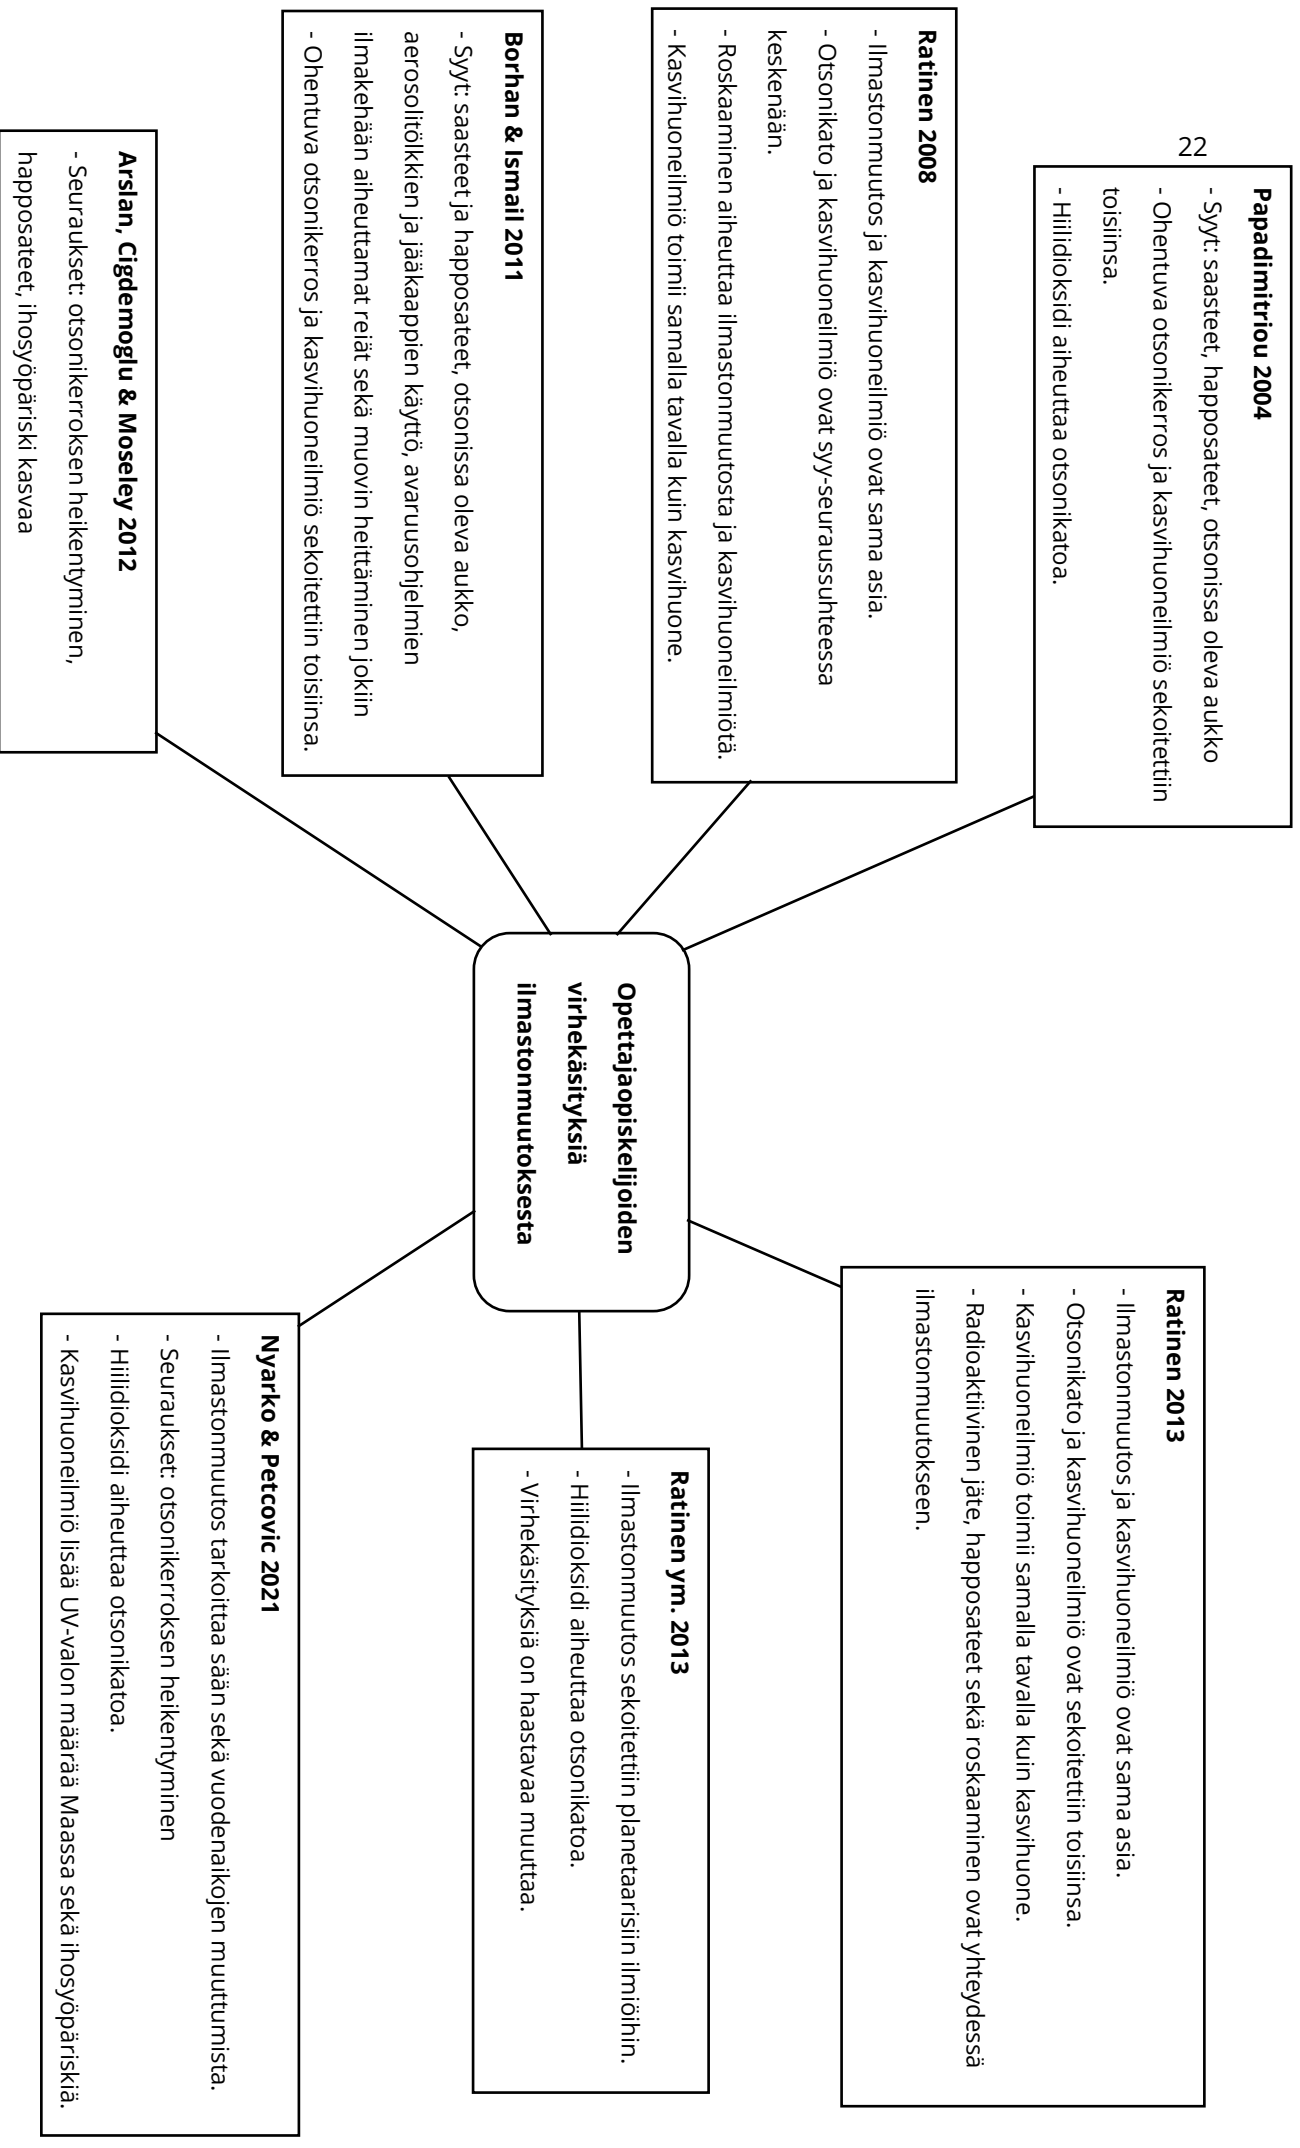 22
Papadimitriou 2004
- Syyt: saasteet, happosateet, otsonissa oleva aukko
- Ohentuva otsonikerros ja kasvihuoneilmiö sekoitettiin
toisiinsa.
- Hiilidioksidi aiheuttaa otsonikatoa.
Ratinen 2008
- Ilmastonmuutos ja kasvihuoneilmiö ovat sama asia.
- Otsonikato ja kasvihuoneilmiö ovat syy-seuraussuhteessa
keskenään.
- Roskaaminen aiheuttaa ilmastonmuutosta ja kasvihuoneilmiötä.
- Kasvihuoneilmiö toimii samalla tavalla kuin kasvihuone.
Borhan & Ismail 2011
- Syyt: saasteet ja happosateet, otsonissa oleva aukko,
aerosolitölkkien ja jääkaappien käyttö, avaruusohjelmien
ilmakehään aiheuttamat reiät sekä muovin heittäminen jokiin
- Ohentuva otsonikerros ja kasvihuoneilmiö sekoitettiin toisiinsa.
Arslan, Cigdemoglu & Moseley 2012
- Seuraukset: otsonikerroksen heikentyminen,
happosateet, ihosyöpäriski kasvaa
Opettajaopiskelijoiden
virhekäsityksiä
ilmastonmuutoksesta
Ratinen 2013
- Ilmastonmuutos ja kasvihuoneilmiö ovat sama asia.
- Otsonikato ja kasvihuoneilmiö ovat sekoitettiin toisiinsa.
- Kasvihuoneilmiö toimii samalla tavalla kuin kasvihuone.
- Radioaktiivinen jäte, happosateet sekä roskaaminen ovat yhteydessä
ilmastonmuutokseen.
Ratinen ym. 2013
- Ilmastonmuutos sekoitettiin planetaarisiin ilmiöihin.
- Hiilidioksidi aiheuttaa otsonikatoa.
- Virhekäsityksiä on haastavaa muuttaa.
Nyarko & Petcovic 2021
- Ilmastonmuutos tarkoittaa sään sekä vuodenaikojen muuttumista.
- Seuraukset: otsonikerroksen heikentyminen
- Hiilidioksidi aiheuttaa otsonikatoa.
- Kasvihuoneilmiö lisää UV-valon määrää Maassa sekä ihosyöpäriskiä.